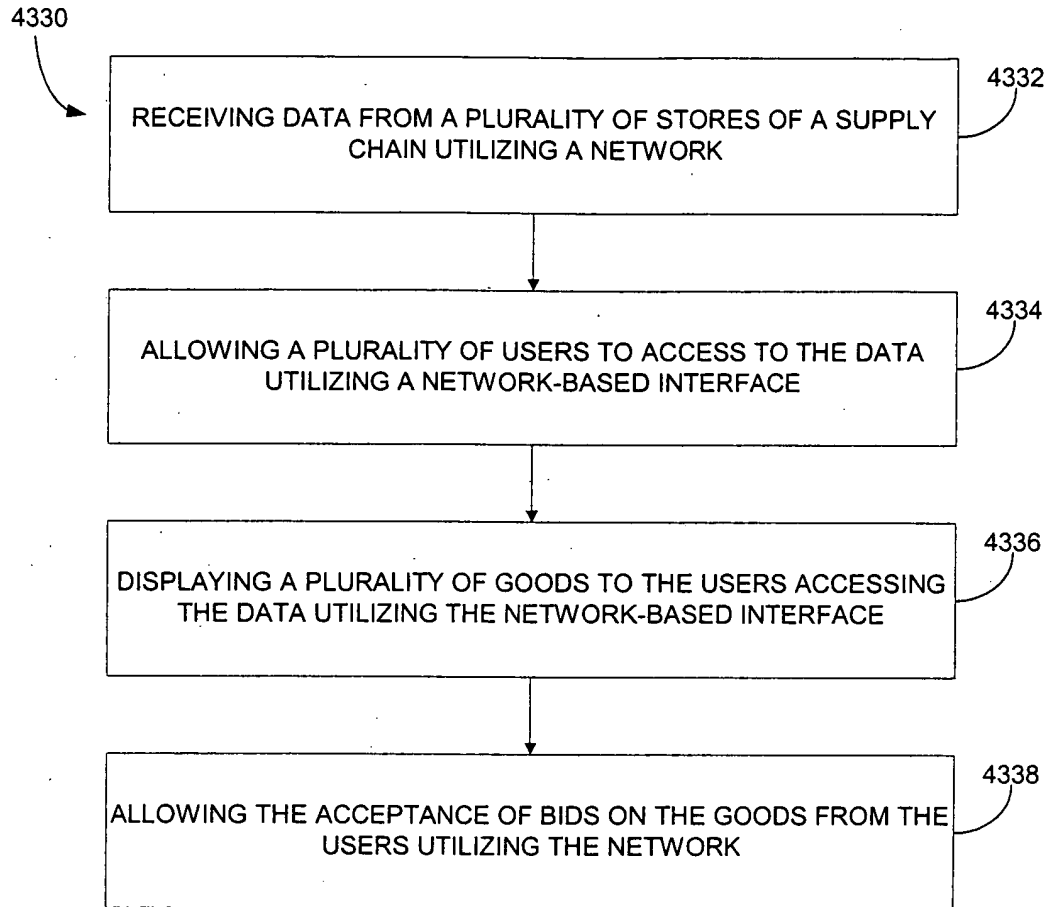 4330
4332
RECEIVING DATA FROM A PLURALITY OF STORES OF A SUPPLY
CHAIN UTILIZING A NETWORK
4334
ALLOWING A PLURALITY OF USERS TO ACCESS TO THE DATA
UTILIZING A NETWORK-BASED INTERFACE
4336
DISPLAYING A PLURALITY OF GOODS TO THE USERS ACCESSING
THE DATA UTILIZING THE NETWORK-BASED INTERFACE
4338
ALLOWING THE ACCEPTANCE OF BIDS ON THE GOODS FROM THE
USERS UTILIZING THE NETWORK